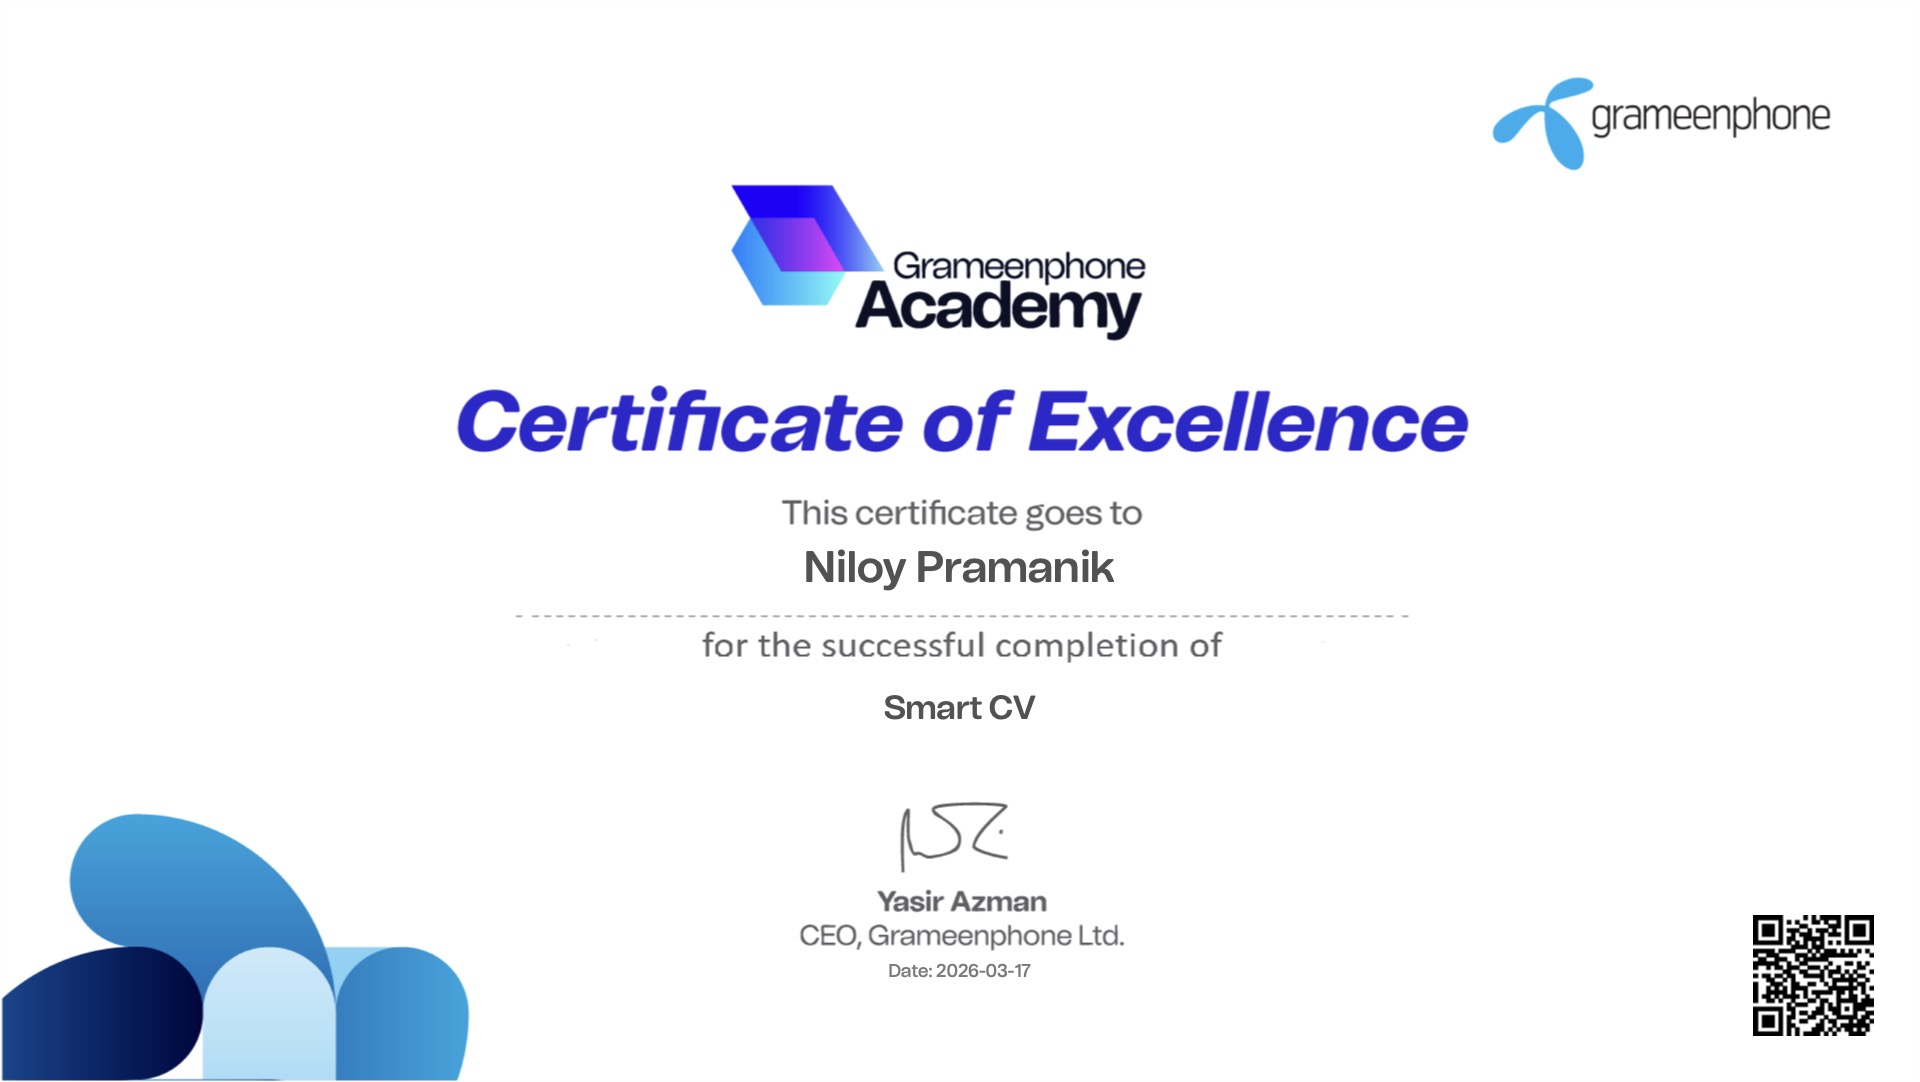 grameenphone
Grameenphone
Academy
Certificate of Excellence
This certificate goes to
Niloy Pramanik
for the successful completion of
Smart CV
Yasir Azman
CEO, Grameenphone Ltd.
Date: 2026-03-17